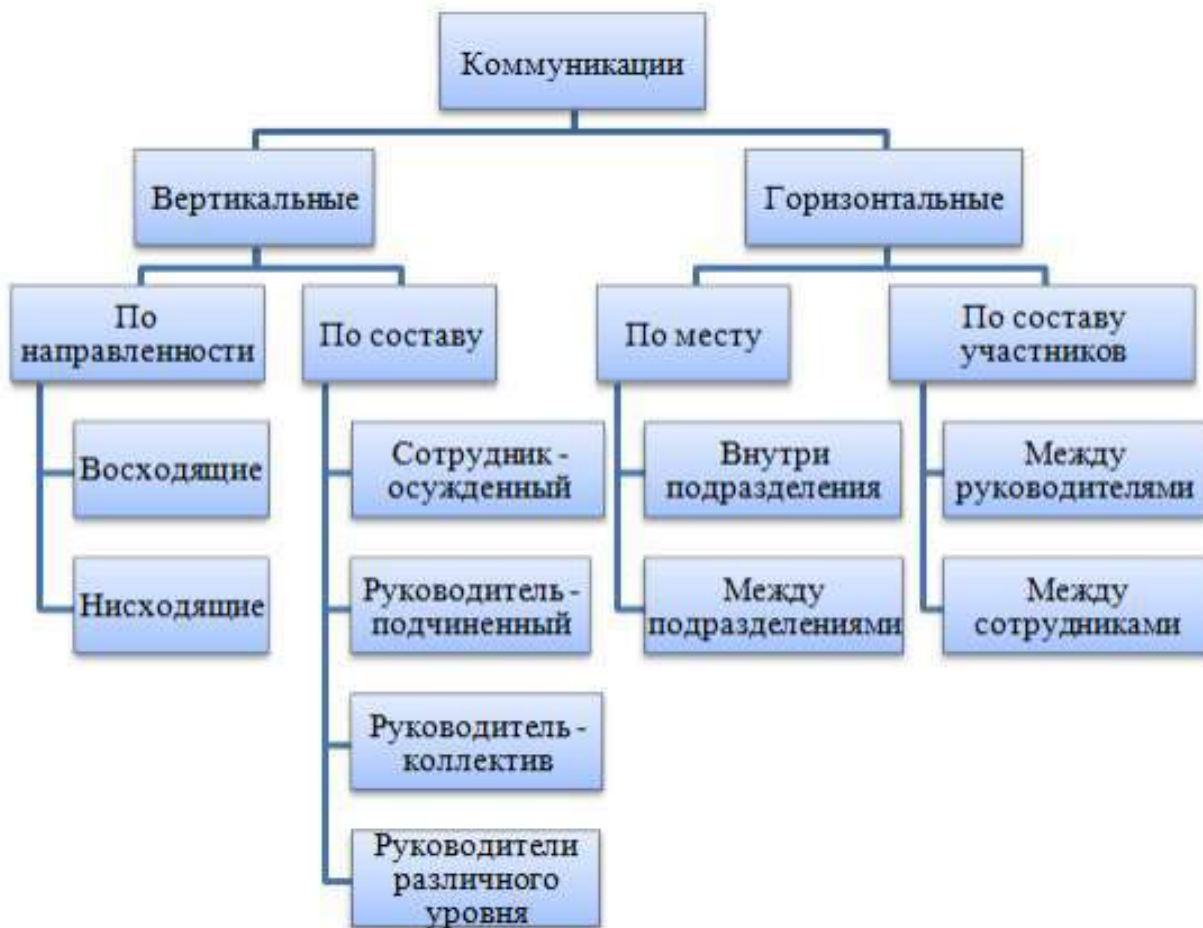 Коммуникации
Вертикальные
Горизонтальные
По
направленности
По составу
По месту
По составу
участников
Восходящие
Нисходящие
Сотрудник -
осужденный
Руководитель -
подчиненный
Руководитель -
коллектив
Руководители
различного
уровня
Внутри
подразделения
Между
подразделениями
Между
руководителями
Между
сотрудниками